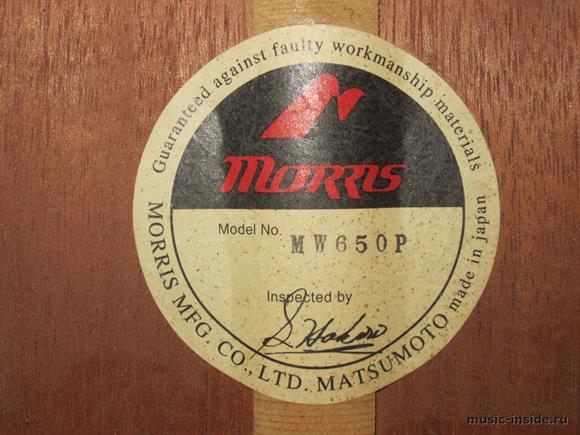 Guaranteed against faulty workmanship materials
MORRIS
Model No. MW650P
Inspected by
MORRIS MFG. CO., LTD. MATSUMOTO made in japan
music-inside.ru